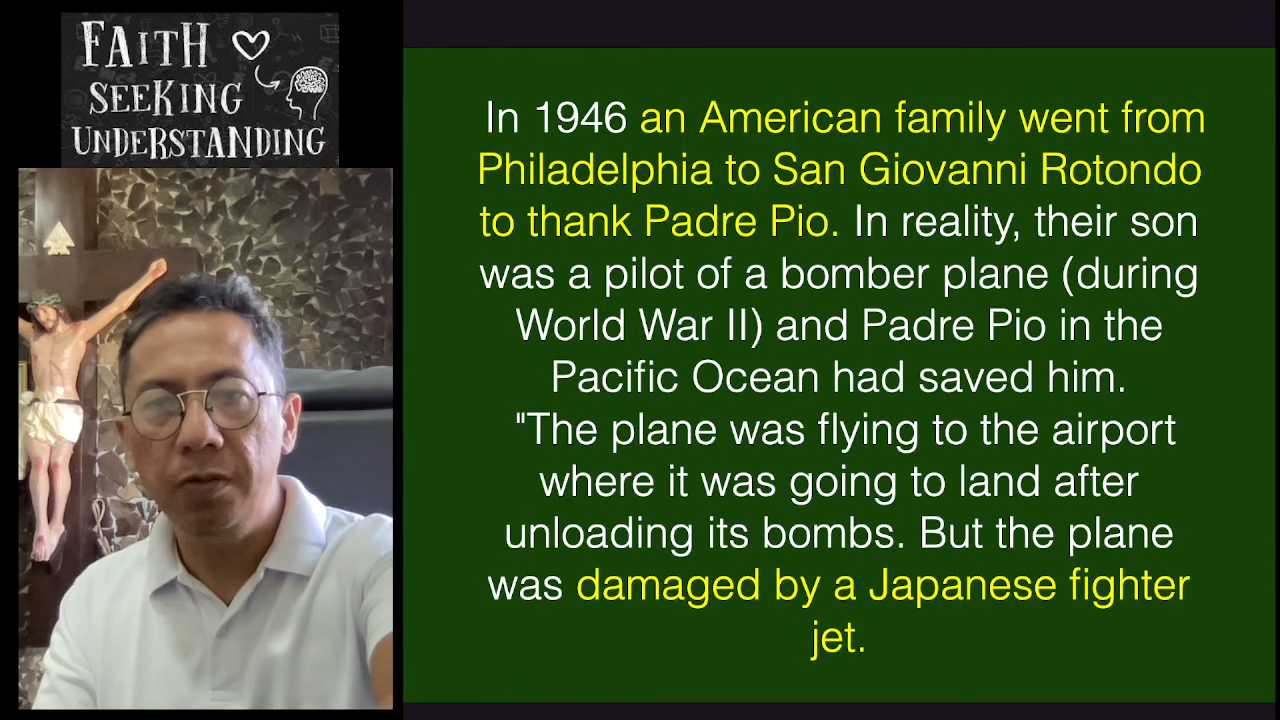 FAITH
SEEKING
UNDERSTANDING
In 1946 an American family went from
Philadelphia to San Giovanni Rotondo
to thank Padre Pio. In reality, their son
was a pilot of a bomber plane (during
World War II) and Padre Pio in the
Pacific Ocean had saved him.
"The plane was flying to the airport
where it was going to land after
unloading its bombs. But the plane
was damaged by a Japanese fighter
jet.